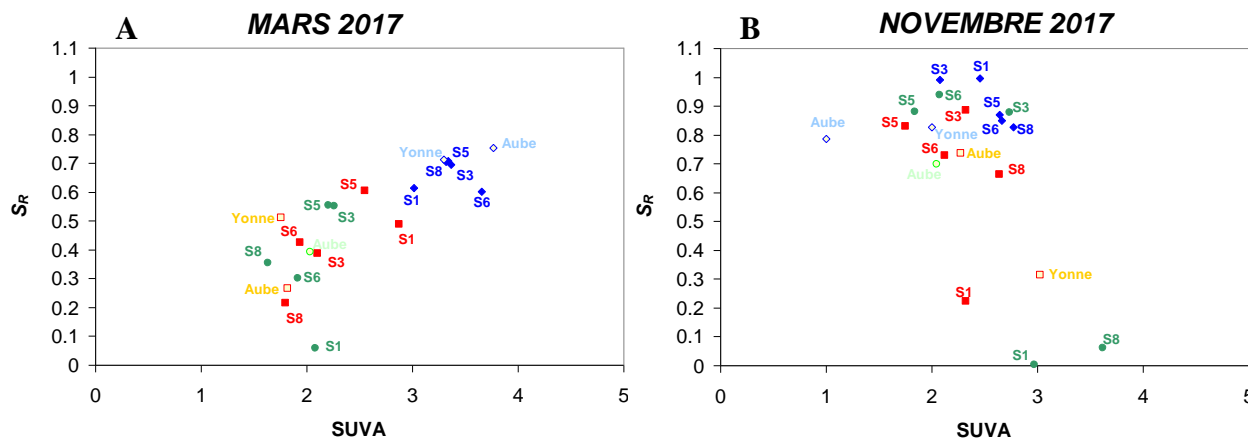 A MARS 2017
1.1
1
0.9
0.8
0.7
0.6
0.5
0.4
0.3
0.2
0.1
0
SR
0 1 2 3 4 5
SUVA
Yonne
Aube
S5
S8
S3
S1
S6
S5
S5
S3
S1
Yonne
S6
Aube
S8
S3
S6
Aube
S8
S1
B NOVEMBRE 2017
1.1
1
0.9
0.8
0.7
0.6
0.5
0.4
0.3
0.2
0.1
0
SR
0 1 2 3 4 5
SUVA
S3
S1
S6
S5
S5
S3
S3
Aube
S5
Yonne
S6
S8
S6
Aube
Aube
S8
Yonne
S1
S8
S1